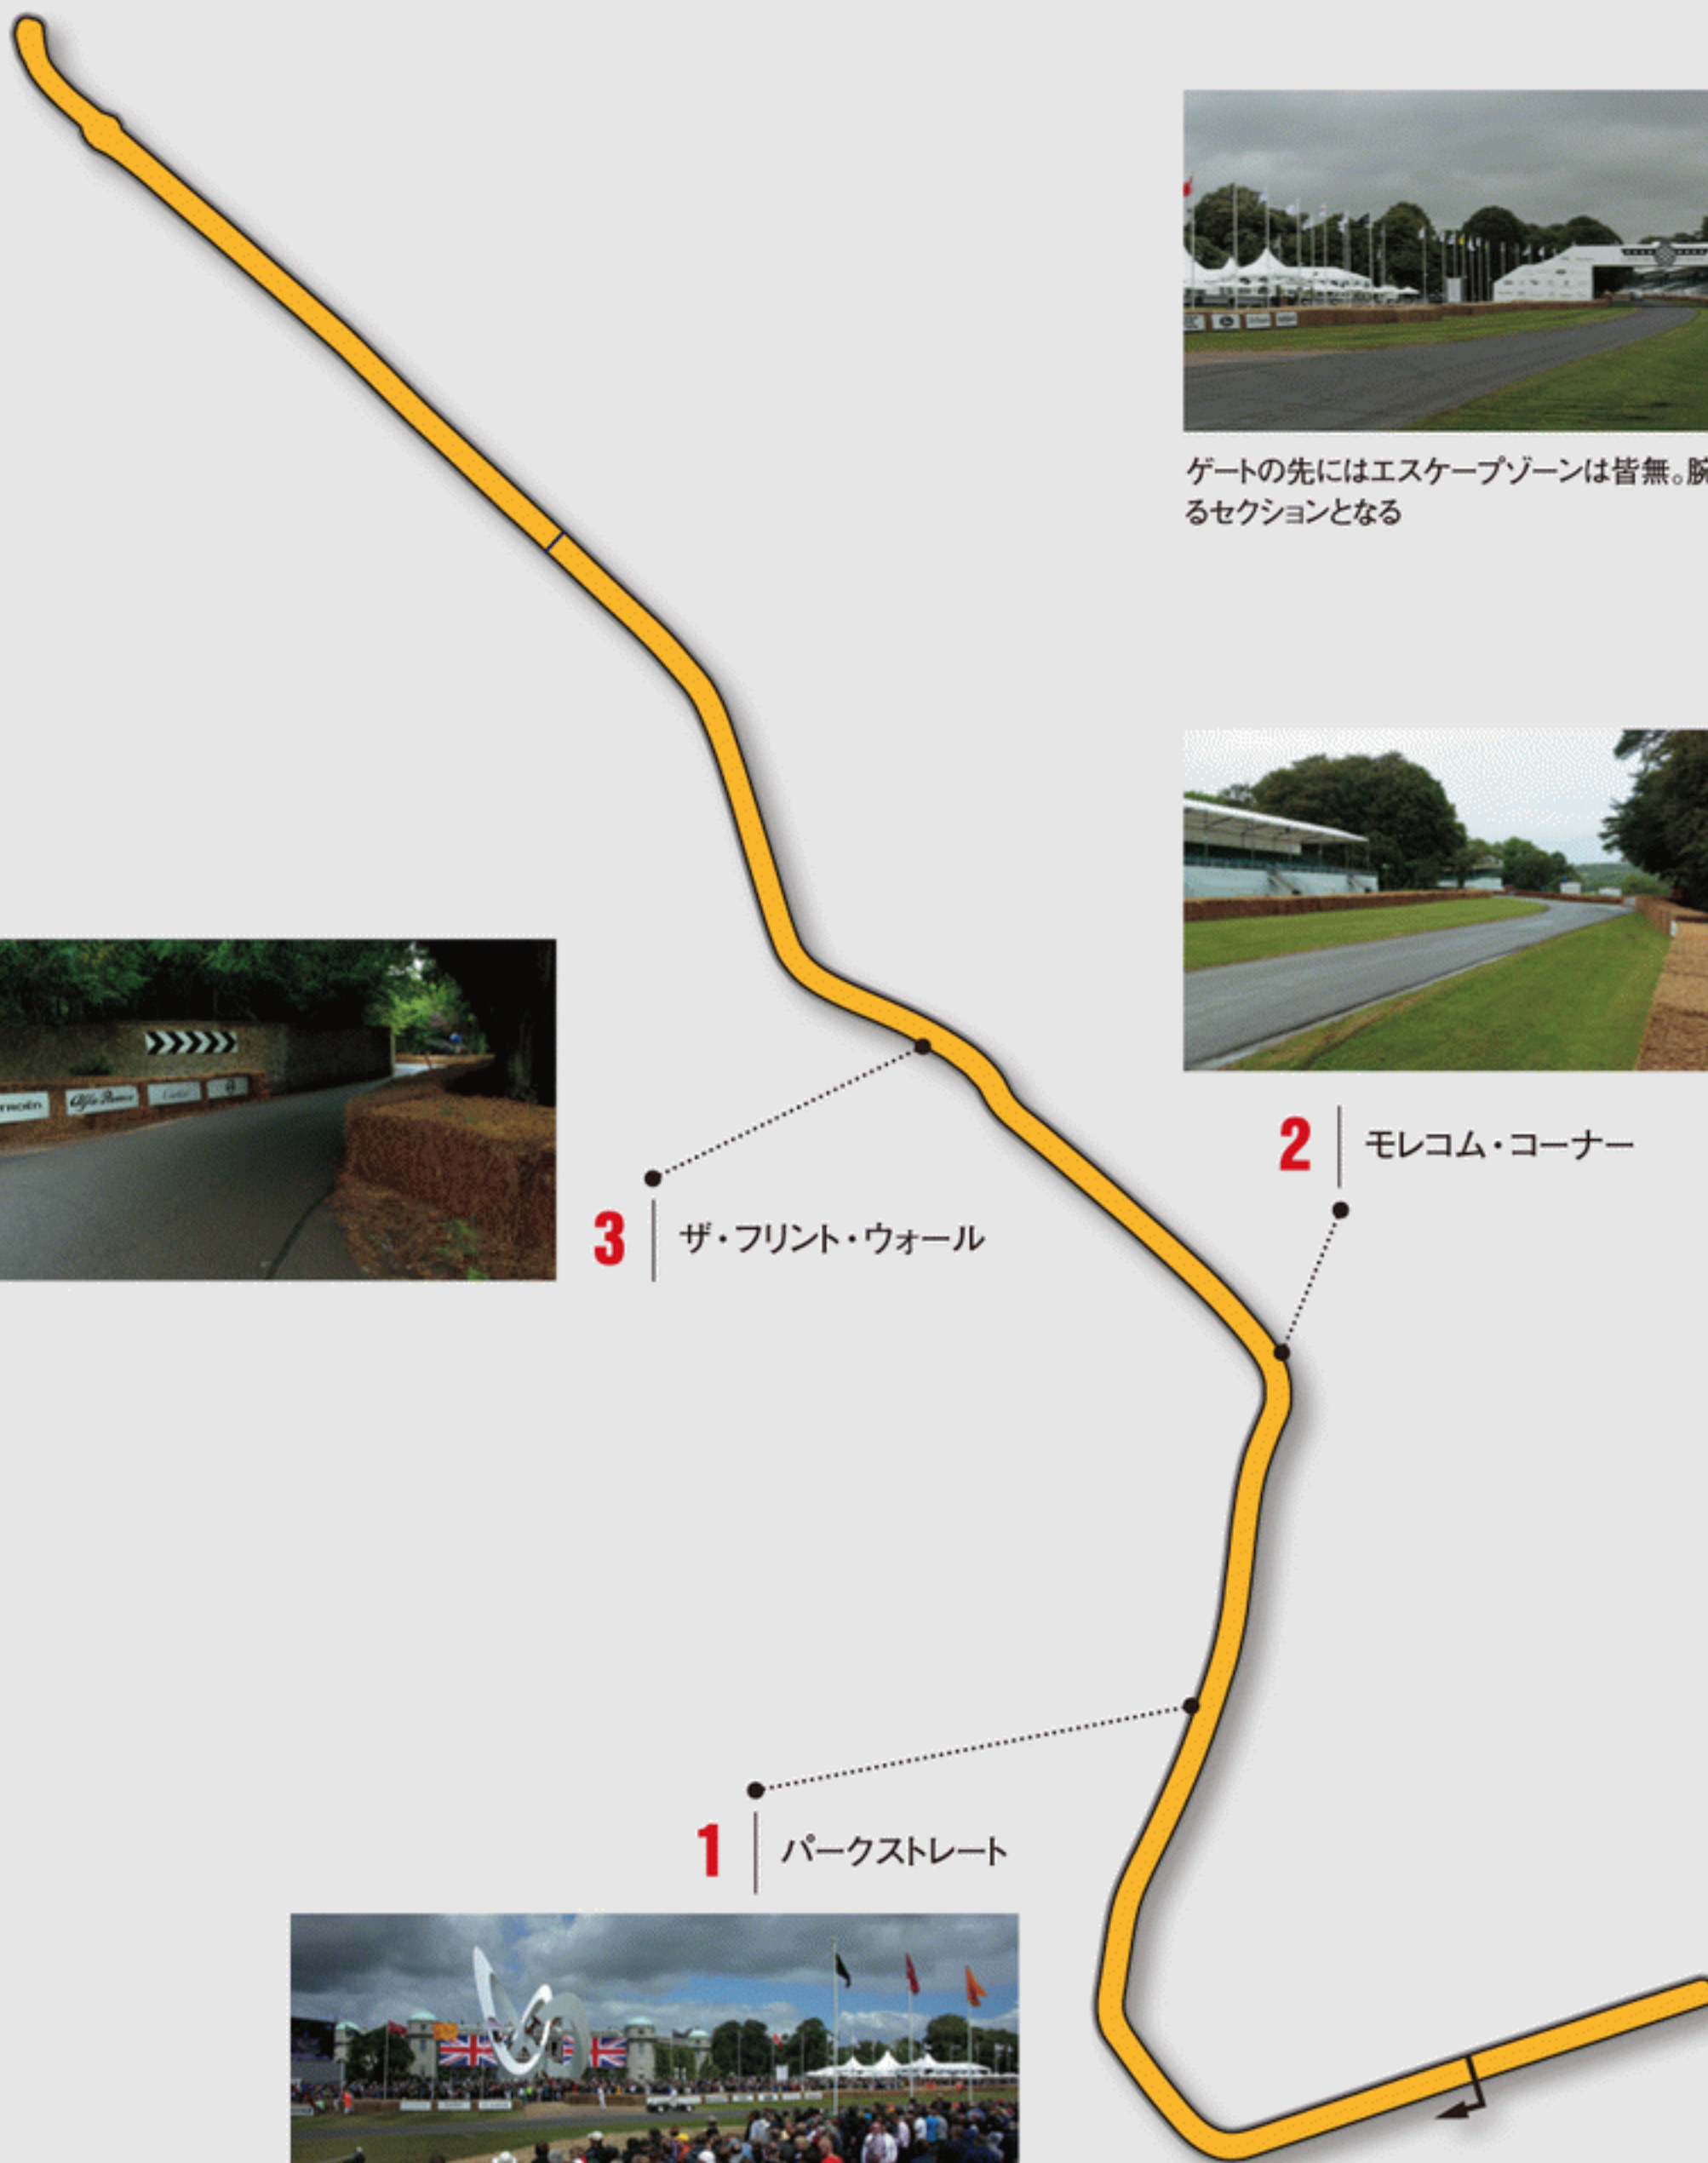 ゲートの先にはエスケープゾーンは皆無。腕
るセクションとなる
2
モレコム・コーナー
3
ザ・フリント・ウォール
Alfa Romeo
1
パークストレート